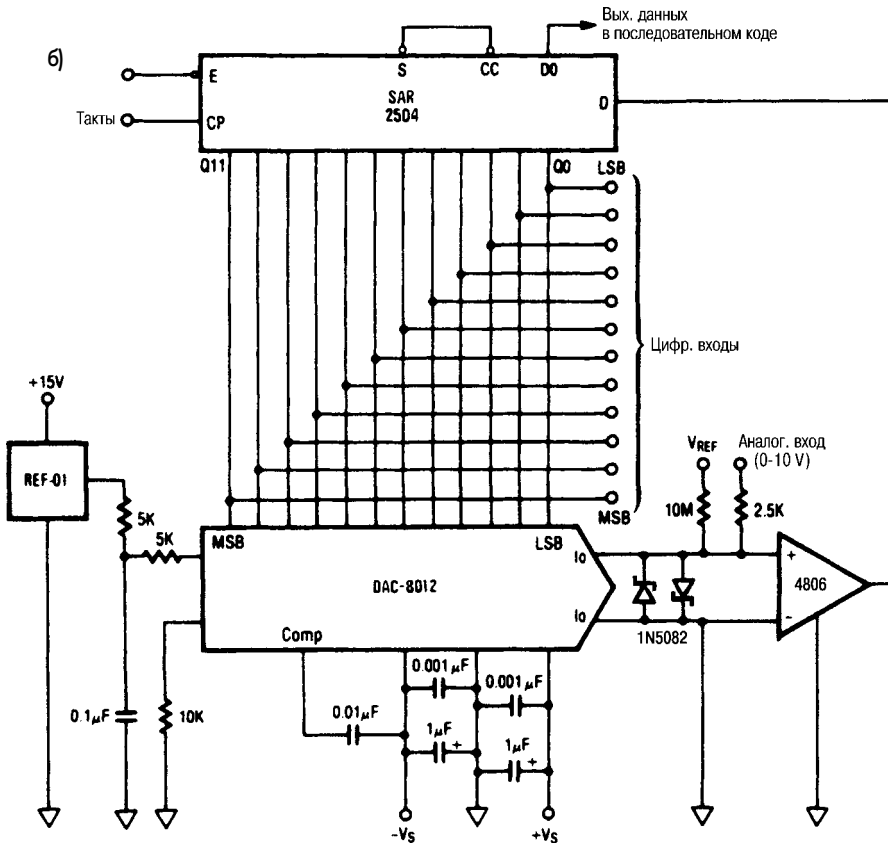 Вых. данных
в последовательном коде
б)
E
S
CC
D0
SAR
2504
D
Такты
CP
Q11
Q0
LSB
Цифр. входы
+15V
REF-01
5K
5K
MSB
VREF
Аналог. вход
(0-10 V)
10M
2.5K
MSB
LSB
Io
DAC-8012
Io
Comp
+
4806
-
1N5082
0.1µF
10K
0.01µF
0.001µF
0.001µF
1µF
+
1µF
+
-VS
+VS